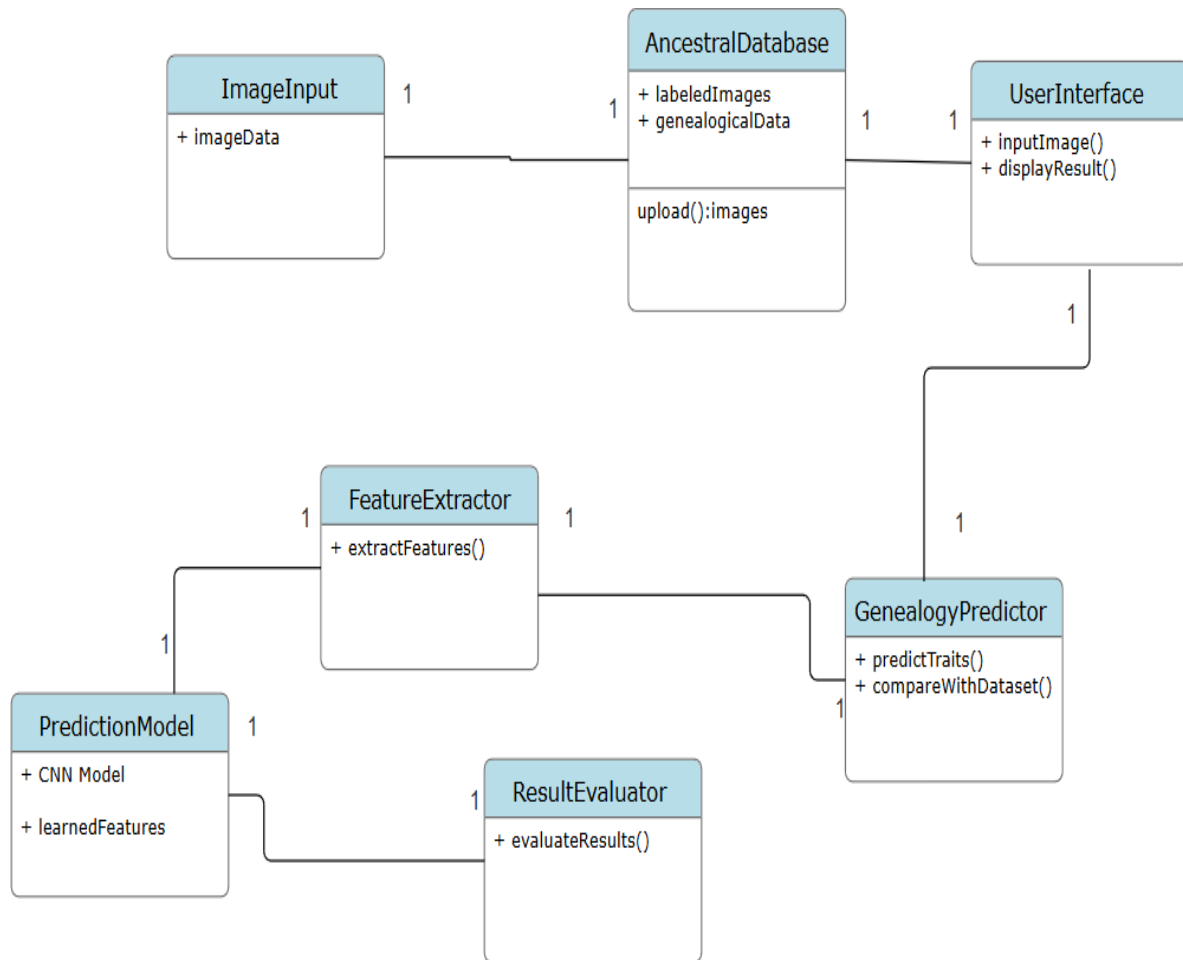 ImageInput
+ imageData
1
1
AncestralDatabase
+ labeledImages
+ genealogicalData
upload():images
1
1
UserInterface
+ inputImage()
+ displayResult()
1
1
GenealogyPredictor
+ predictTraits()
+ compareWithDataset()
1
1
FeatureExtractor
+ extractFeatures()
1
1
PredictionModel
+ CNN Model
+ learnedFeatures
1
1
ResultEvaluator
+ evaluateResults()